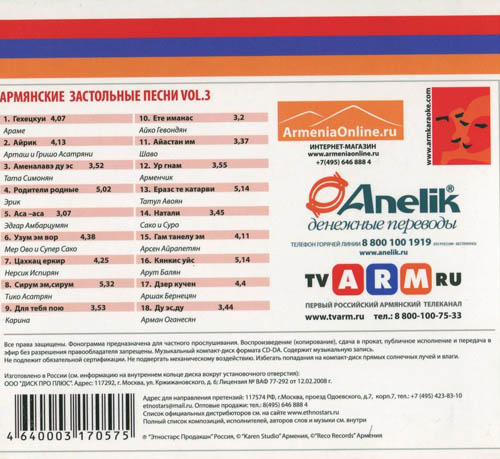 АРМЯНСКИЕ ЗАСТОЛЬНЫЕ ПЕСНИ VOL.3
1. Гехецкуи 4,07
Араме
2. Айрик 4,13
Арташ и Гришо Асатряни
3. Аменалавэ ду эс 3,52
Тата Симонян
4. Родители родные 5,02
Эрик
5. Аса –аса 3,07
Эдгар Амбарцумян
6. Узум эм вор 4,38
Мер Ово и Супер Сако
7. Цахкац ергкир 4,25
Нерсик Испирян
8. Сирум эм,сирум 5,32
Тико Асатрян
9. Для тебя пою 3,53
Карина
10. Ете иманас 3,2
Айко Гевондян
11. Айастан им 3,37
Шаво
12. Ур гнам 3,55
Арменчик
13. Еразс те катарви 5,14
Татул Авоян
14. Натали 3,45
Сако и Суро
15. Гам танелу эм 4,11
Арсен Айрапетян
16. Кянкис уйс 5,14
Арут Балян
17. Дзер кучен 4,4
Аршак Бернецян
18. Ду эс,ду 3,44
Арман Оганесян
ArmeniaOnline.ru
ИНТЕРНЕТ-МАГАЗИН
www.armeniaonline.ru
+7(495) 646 888 4
www.armkaraoke.com
Anelik®
денежные переводы
ТЕЛЕФОН ГОРЯЧЕЙ ЛИНИИ 8 800 100 1919
www.anelik.ru
TVARMRU
ПЕРВЫЙ РОССИЙСКИЙ АРМЯНСКИЙ ТЕЛЕКАНАЛ
www.tvarm.ru тел.: 8 800-100-75-33
Все права защищены. Фонограмма предназначена для частного прослушивания. Воспроизведение (копирование), сдача в прокат, публичное исполнение и передача в
эфир без разрешения правообладателя запрещены. Музыкальный компакт-диск формата CD-DA. Содержит музыкальную запись.
Не подлежит обязательной сертификации. Не подвергать механическому воздействию. Избегать попадания на компакт-диск прямых солнечных лучей и влаги.
Изготовлено в России. (см. информацию на внутреннем кольце диска вокруг установочного отверстия)
ООО "ДИСК ПРО ПЛЮС". Адрес: 117292, г. Москва, ул. Кржижановского, д. 6; Лицензия № ВАФ 77-292 от 12.02.2008 г.
Адрес для направления претензий: 117574 РФ, г.Москва, проезд Одоевского, д.7, корп.7, тел. +7 (495) 423-83-10
etnostars@mail.ru. Оптовые продажи: тел.: 8(916) 626 9882, 8(495) 646 888 4
Список официальных дистрибьюторов см. на сайте www.ethnostars.ru
Полный список композиций, исполнителей, авторов слов и музыки см. внутри
4 640003 170575
® "Этностарс Продакшн" Россия, © "Karen Studio" Армения, ©"Reco Records" Армения